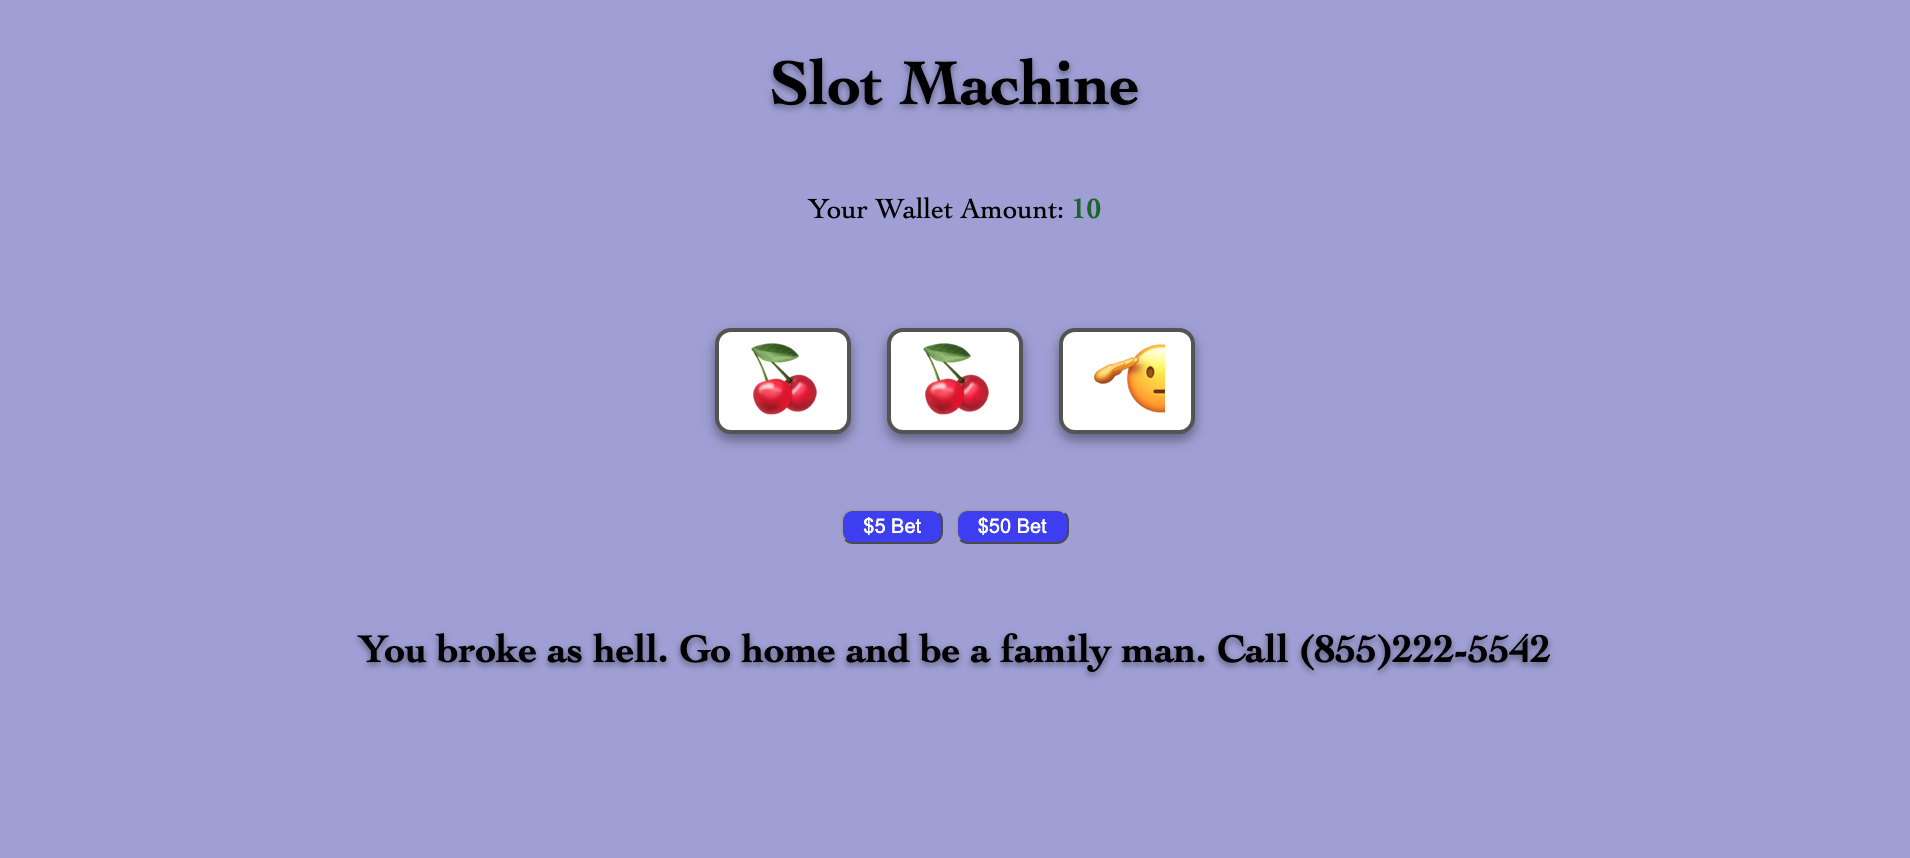 Slot Machine
Your Wallet Amount: 10
$5 Bet $50 Bet
You broke as hell. Go home and be a family man. Call (855)222-5542